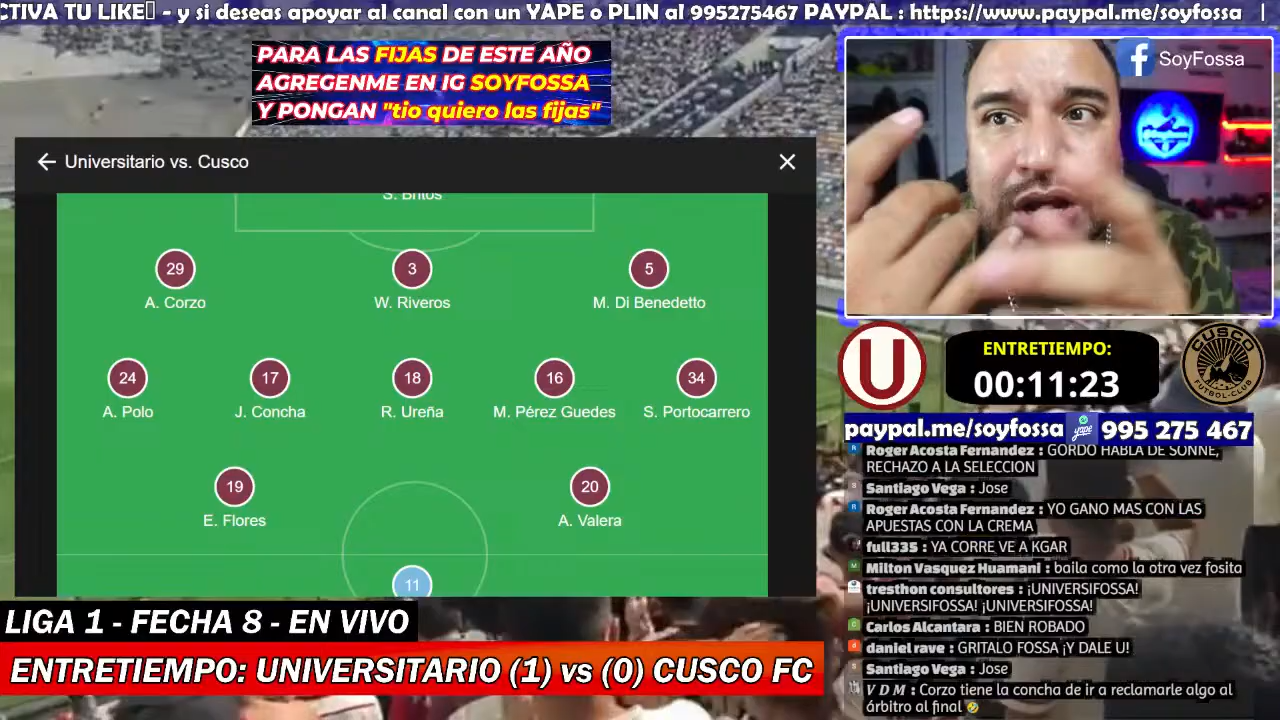 CTIVA TU LIKE - y si deseas apoyar al canal con un YAPE o PLIN al 995275467 PAYPAL : https://www.paypal.me/soyfossa |
PARA LAS FIJAS DE ESTE AÑO
AGREGENME EN IG SOYFOSSA
Y PONGAN "tio quiero las fijas"
SoyFossa
Universitario vs. Cusco
S. Britos
29
3
5
A. Corzo
W. Riveros
M. Di Benedetto
24
17
18
16
34
A. Polo
J. Concha
R. Ureña
M. Pérez Guedes
S. Portocarrero
19
20
E. Flores
A. Valera
11
U
ENTRETIEMPO:
00:11:23
CUSCO
FUTBOL-CLUB
paypal.me/soyfossa yape 995 275 467
Roger Acosta Fernandez : GORDO HABLA DE SONNE,
RECHAZO A LA SELECCION
Santiago Vega : Jose
Roger Acosta Fernandez : YO GANO MAS CON LAS
APUESTAS CON LA CREMA
full335 : YA CORRE VE A KGAR
Milton Vasquez Huamani : baila como la otra vez fosita
tresthon consultores : ¡UNIVERSIFOSSA!
¡UNIVERSIFOSSA! ¡UNIVERSIFOSSA!
Carlos Alcantara : BIEN ROBADO
daniel rave : GRITALO FOSSA ¡Y DALE U!
Santiago Vega : Jose
V D M : Corzo tiene la concha de ir a reclamarle algo al
árbitro al final 🤣
LIGA 1 - FECHA 8 - EN VIVO
ENTRETIEMPO: UNIVERSITARIO (1) vs (0) CUSCO FC